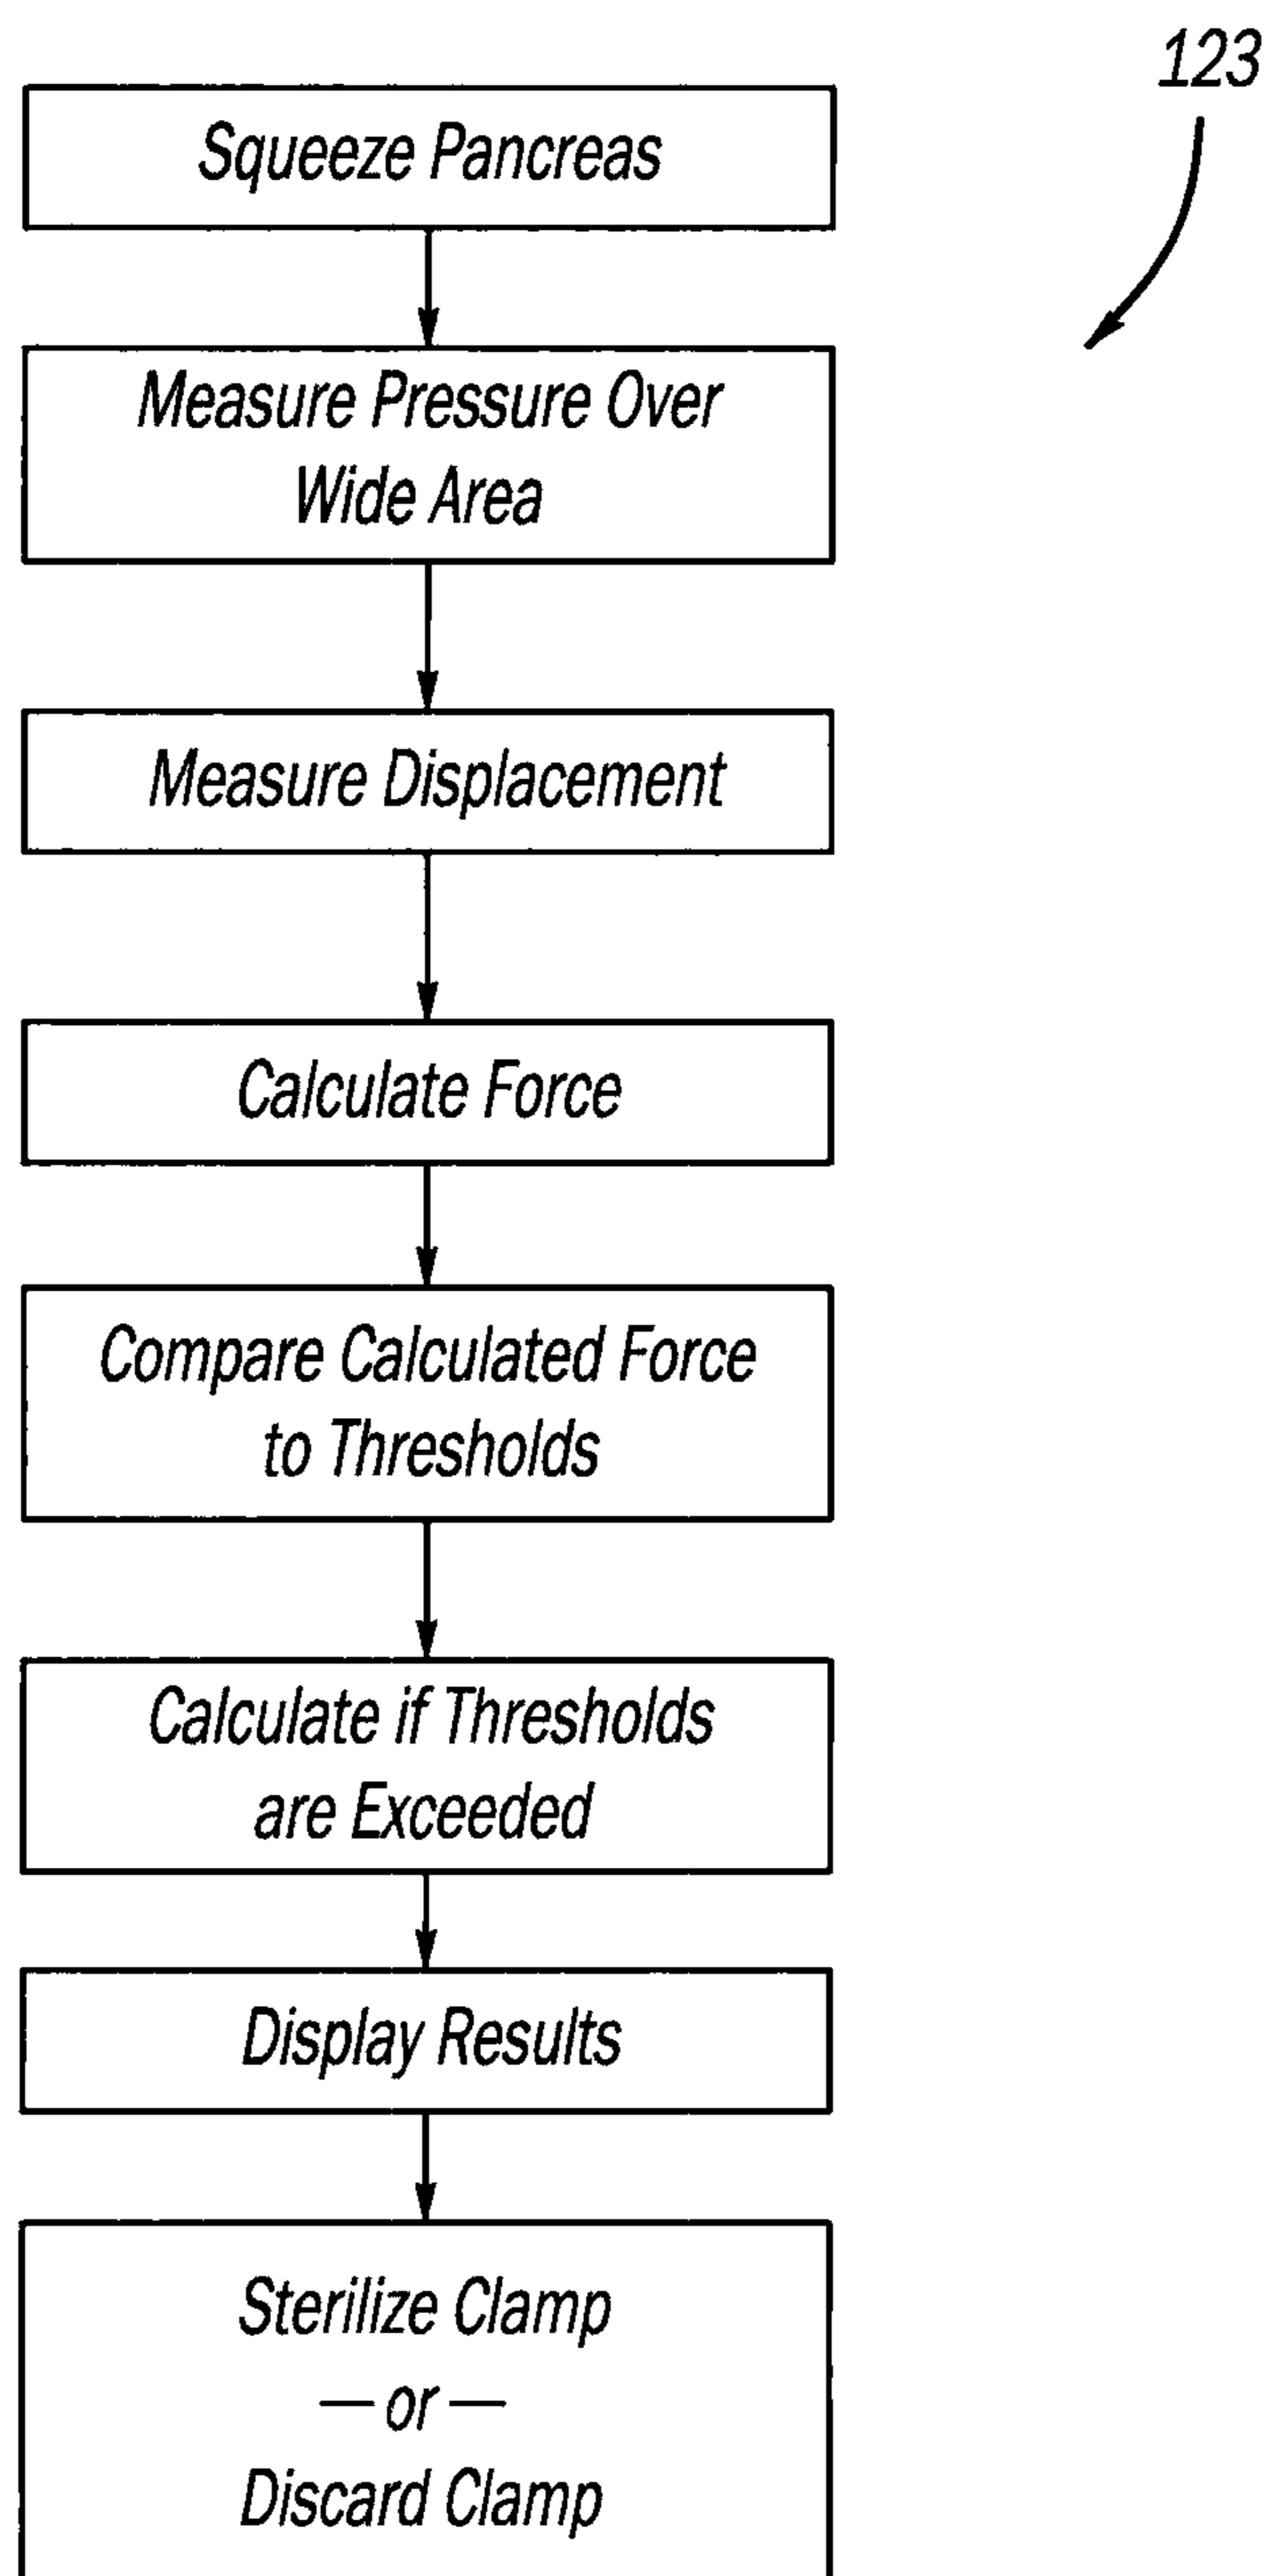 123
Squeeze Pancreas
Measure Pressure Over
Wide Area
Measure Displacement
Calculate Force
Compare Calculated Force
to Thresholds
Calculate if Thresholds
are Exceeded
Display Results
Sterilize Clamp
— or —
Discard Clamp